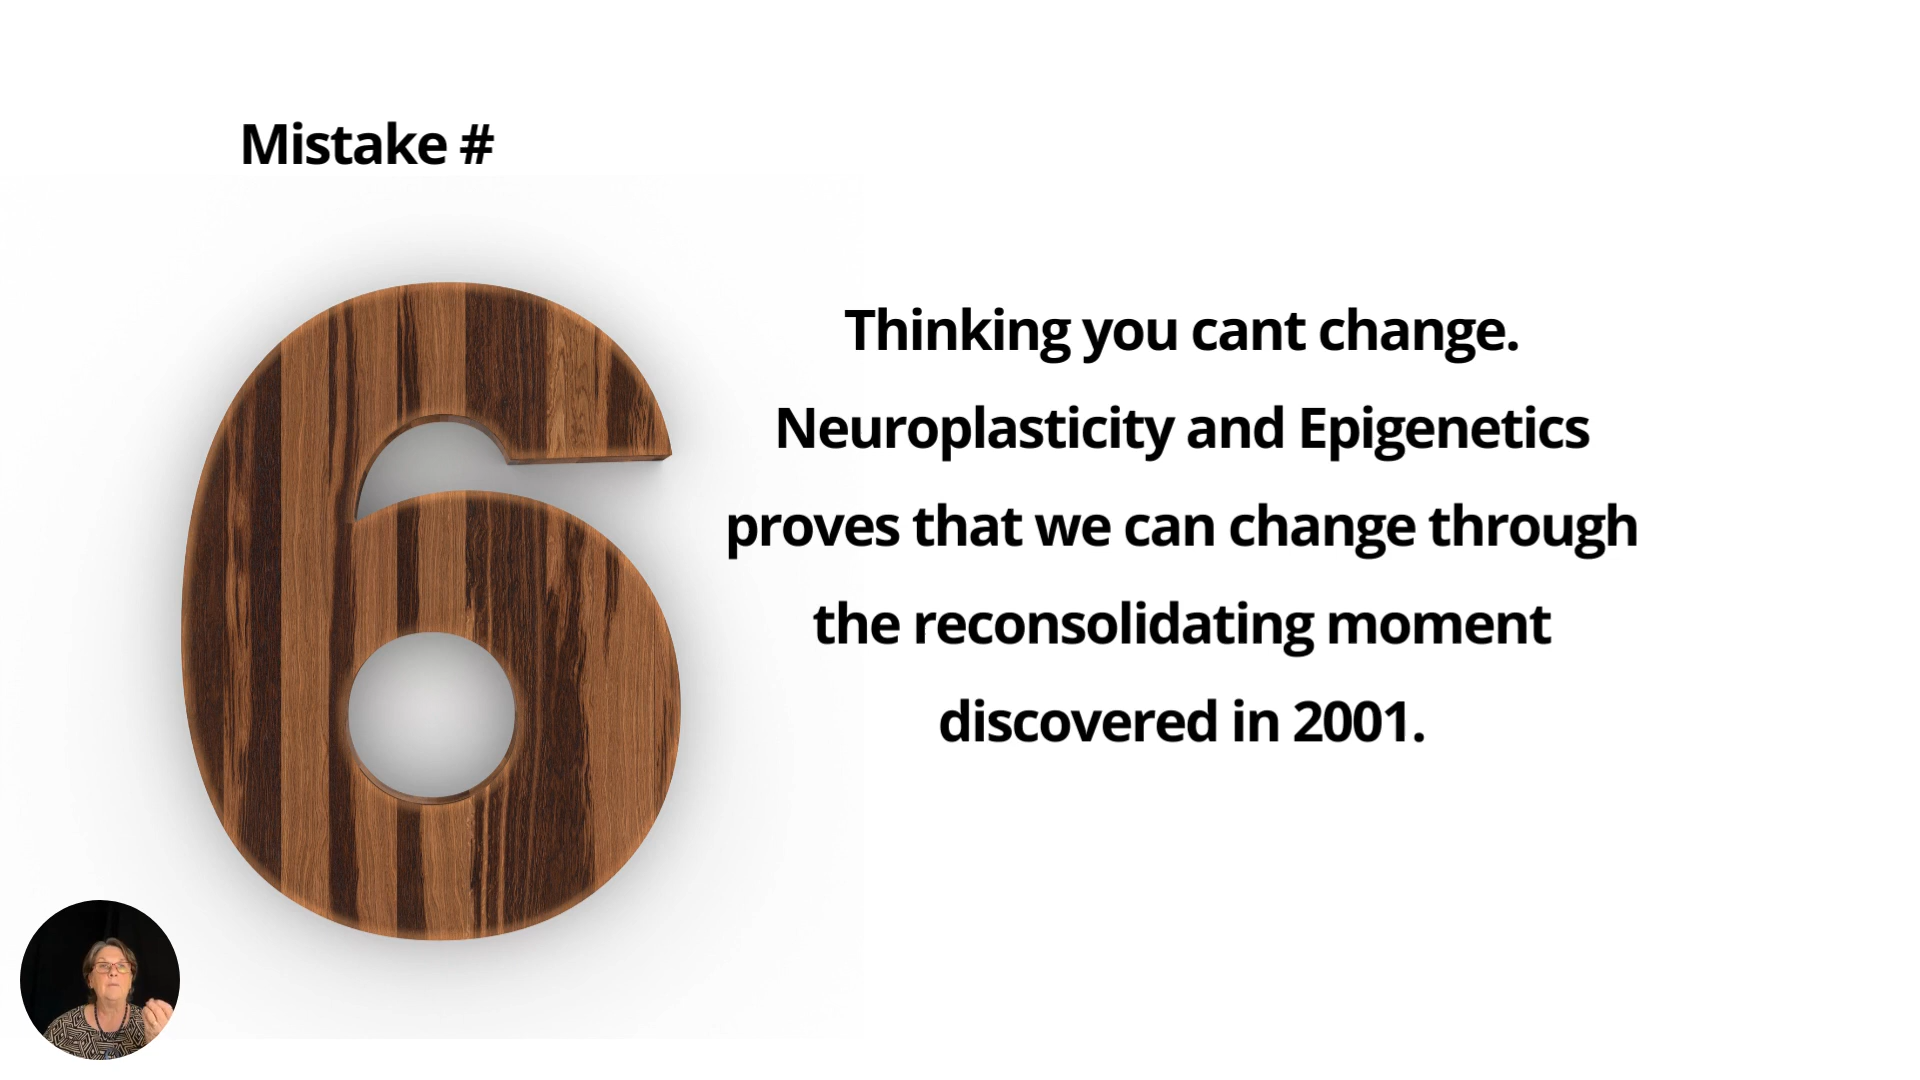 Mistake #
6
Thinking you cant change.
Neuroplasticity and Epigenetics
proves that we can change through
the reconsolidating moment
discovered in 2001.